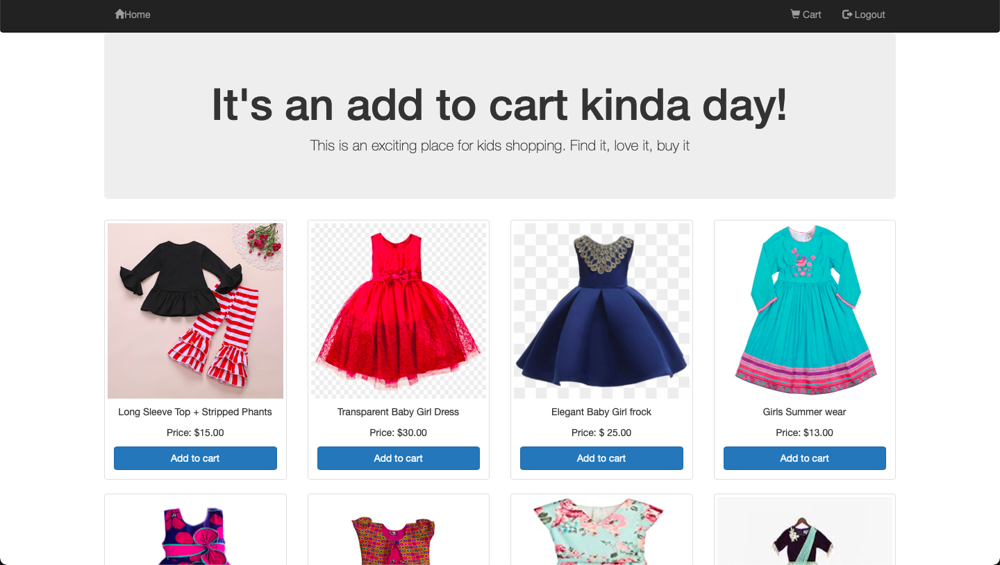 Home
Cart
Logout
It's an add to cart kinda day!
This is an exciting place for kids shopping. Find it, love it, buy it
Long Sleeve Top + Stripped Phants
Price: $15.00
Add to cart
Transparent Baby Girl Dress
Price: $30.00
Add to cart
Elegant Baby Girl frock
Price: $ 25.00
Add to cart
Girls Summer wear
Price: $13.00
Add to cart